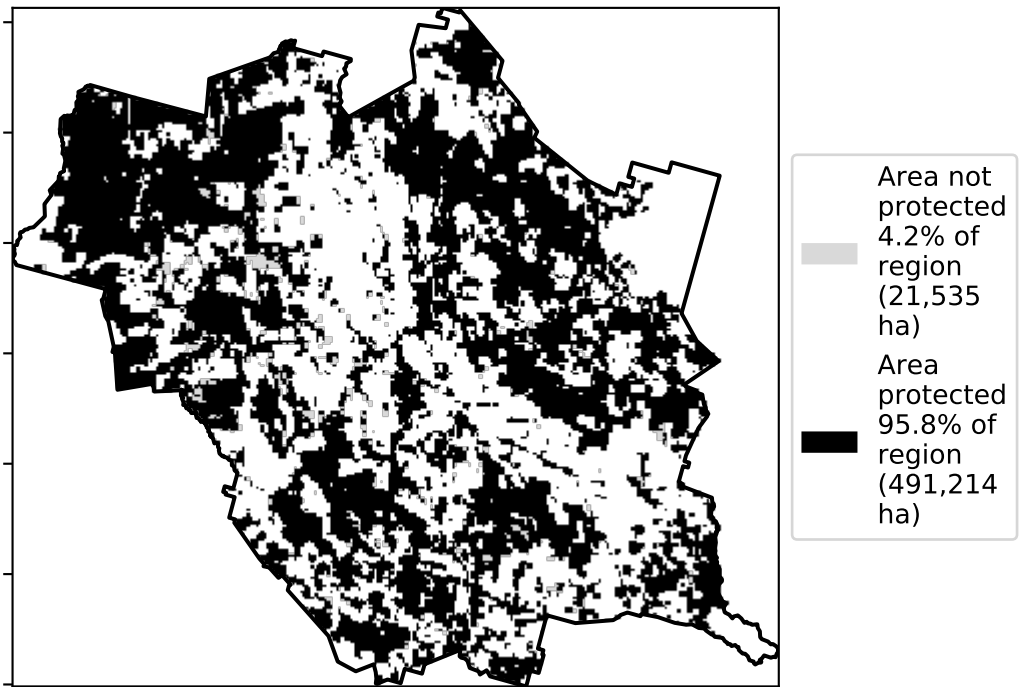 Area not
protected
4.2% of
region
(21,535
ha)
Area
protected
95.8% of
region
(491,214
ha)